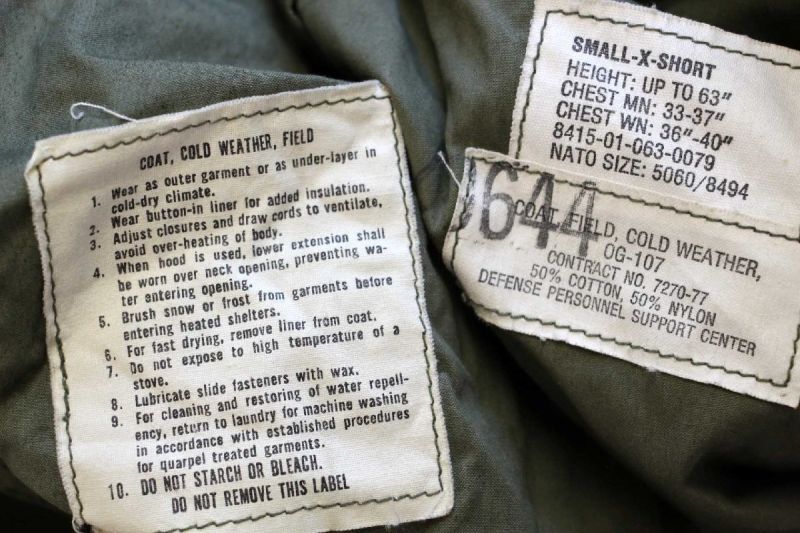 COAT, COLD WEATHER, FIELD
1. Wear as outer garment or as under-layer in
cold-dry climate.
2. Wear button-in liner for added insulation.
3. Adjust closures and draw cords to ventilate,
avoid over-heating of body.
4. When hood is used, lower extension shall
be worn over neck opening, preventing wa-
ter entering opening.
5. Brush snow or frost from garments before
entering heated shelters.
6. For fast drying, remove liner from coat.
7. Do not expose to high temperature of a
stove.
8. Lubricate slide fasteners with wax.
9. For cleaning and restoring of water repell-
ency, return to laundry for machine washing
in accordance with established procedures
for quarpel treated garments.
10. DO NOT STARCH OR BLEACH.
DO NOT REMOVE THIS LABEL
SMALL-X-SHORT
HEIGHT: UP TO 63"
CHEST MN: 33-37"
CHEST WN: 36"-40"
8415-01-063-0079
NATO SIZE: 5060/8494
644
COAT, FIELD, COLD WEATHER,
OG-107
CONTRACT NO. 7270-77
50% COTTON, 50% NYLON
DEFENSE PERSONNEL SUPPORT CENTER